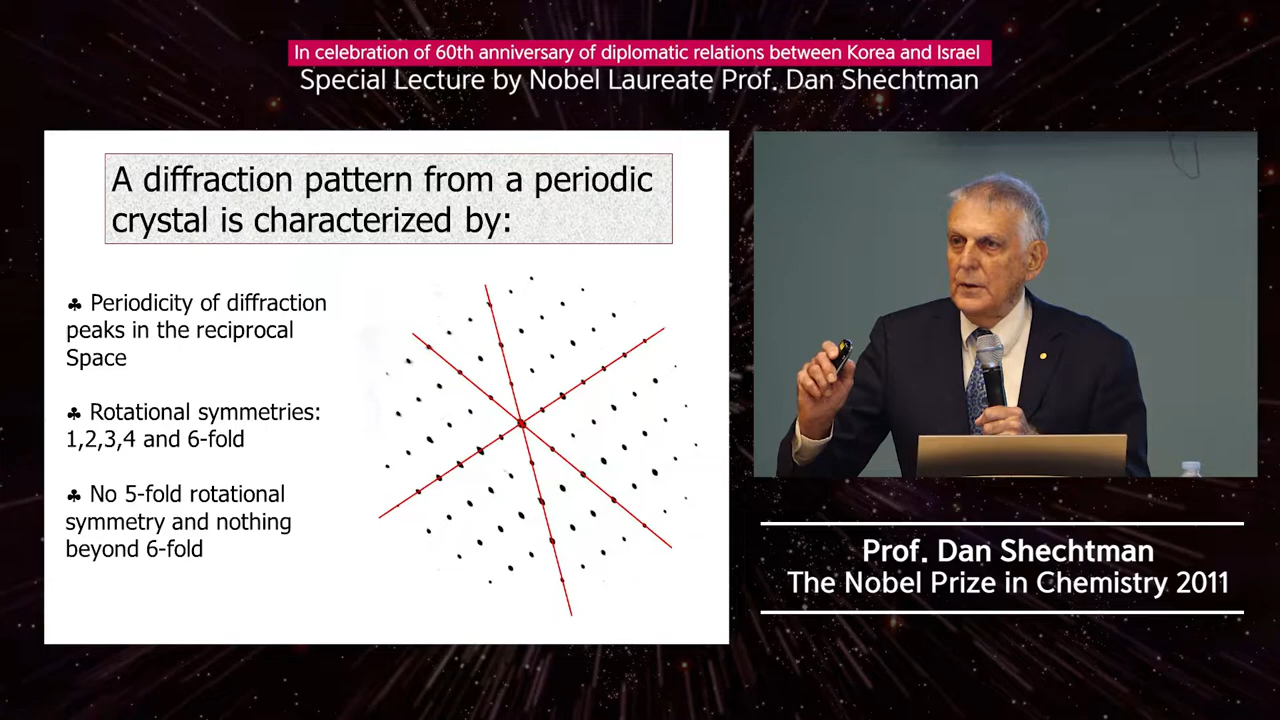 In celebration of 60th anniversary of diplomatic relations between Korea and Israel
Special Lecture by Nobel Laureate Prof. Dan Shechtman
A diffraction pattern from a periodic
crystal is characterized by:
♣ Periodicity of diffraction
peaks in the reciprocal
Space
♣ Rotational symmetries:
1,2,3,4 and 6-fold
♣ No 5-fold rotational
symmetry and nothing
beyond 6-fold
Prof. Dan Shechtman
The Nobel Prize in Chemistry 2011